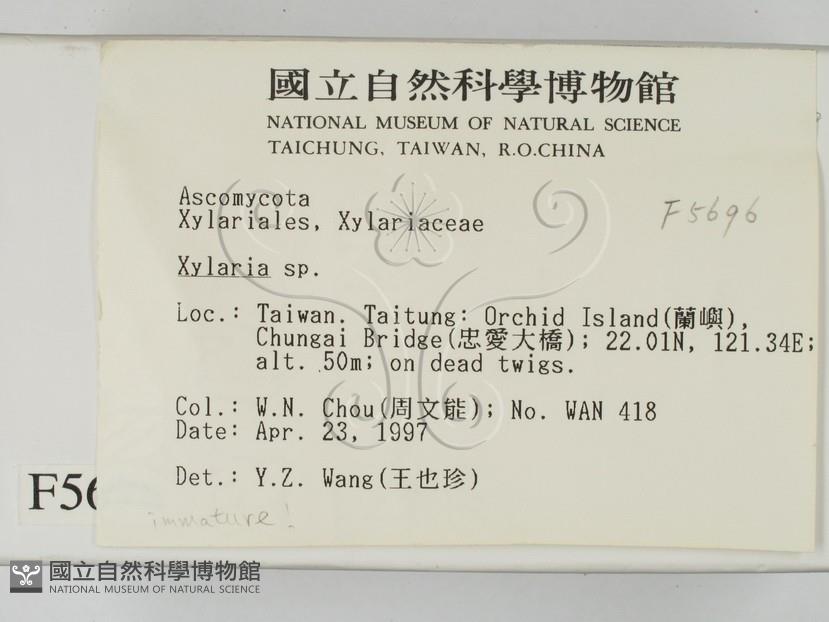 國立自然科學博物館
NATIONAL MUSEUM OF NATURAL SCIENCE
TAICHUNG, TAIWAN, R.O.CHINA
Ascomycota
Xylariales, Xylariaceae
F5696
Xylaria sp.
Loc.: Taiwan. Taitung: Orchid Island(蘭嶼),
Chungai Bridge(忠愛大橋); 22.01N, 121.34E;
alt. 50m; on dead twigs.
Col.: W.N. Chou(周文能); No. WAN 418
Date: Apr. 23, 1997
Det.: Y.Z. Wang(王也珍)
immature!
F56
國立自然科學博物館
NATIONAL MUSEUM OF NATURAL SCIENCE